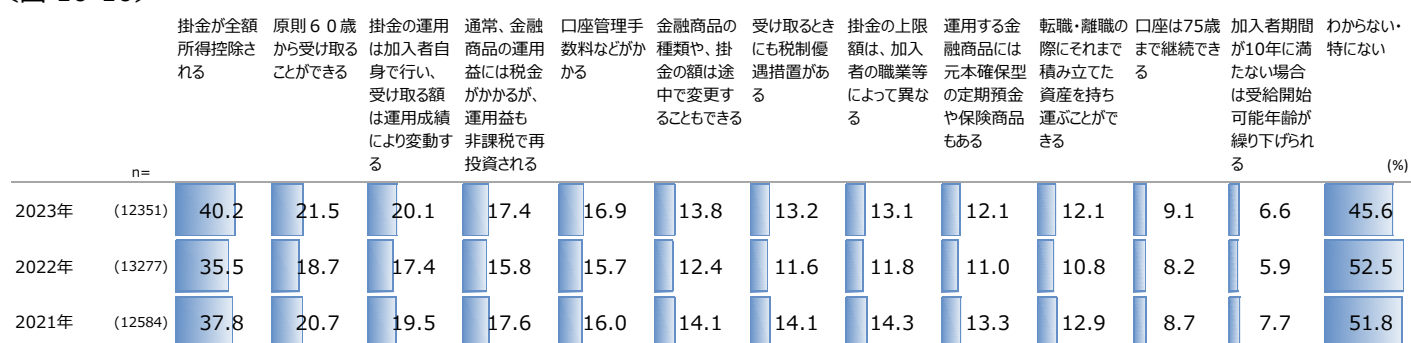 掛金が全額
所得控除さ
れる
原則６０歳
から受け取る
ことができる
掛金の運用
は加入者自
身で行い、
受け取る額
は運用成績
により変動す
る
通常、金融
商品の運用
益には税金
がかかるが、
運用益も
非課税で再
投資される
口座管理手
数料などがか
かる
金融商品の
種類や、掛
金の額は途
中で変更す
ることもできる
受け取るとき
にも税制優
遇措置があ
る
掛金の上限
額は、加入
者の職業等
によって異な
る
運用する金
融商品には
元本確保型
の定期預金
や保険商品
もある
転職・離職の
際にそれまで
積み立てた
資産を持ち
運ぶことがで
きる
口座は75歳
まで継続でき
る
加入者期間
が10年に満
たない場合
は受給開始
可能年齢が
繰り下げられ
る
わからない・
特にない
n=
(%)
2023年 (12351) 40.2 21.5 20.1 17.4 16.9 13.8 13.2 13.1 12.1 12.1 9.1 6.6 45.6
2022年 (13277) 35.5 18.7 17.4 15.8 15.7 12.4 11.6 11.8 11.0 10.8 8.2 5.9 52.5
2021年 (12584) 37.8 20.7 19.5 17.6 16.0 14.1 14.1 14.3 13.3 12.9 8.7 7.7 51.8